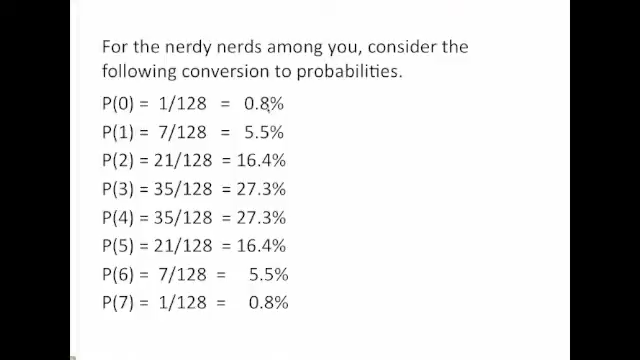 For the nerdy nerds among you, consider the
following conversion to probabilities.
P(0) = 1/128 = 0.8%
P(1) = 7/128 = 5.5%
P(2) = 21/128 = 16.4%
P(3) = 35/128 = 27.3%
P(4) = 35/128 = 27.3%
P(5) = 21/128 = 16.4%
P(6) = 7/128 = 5.5%
P(7) = 1/128 = 0.8%